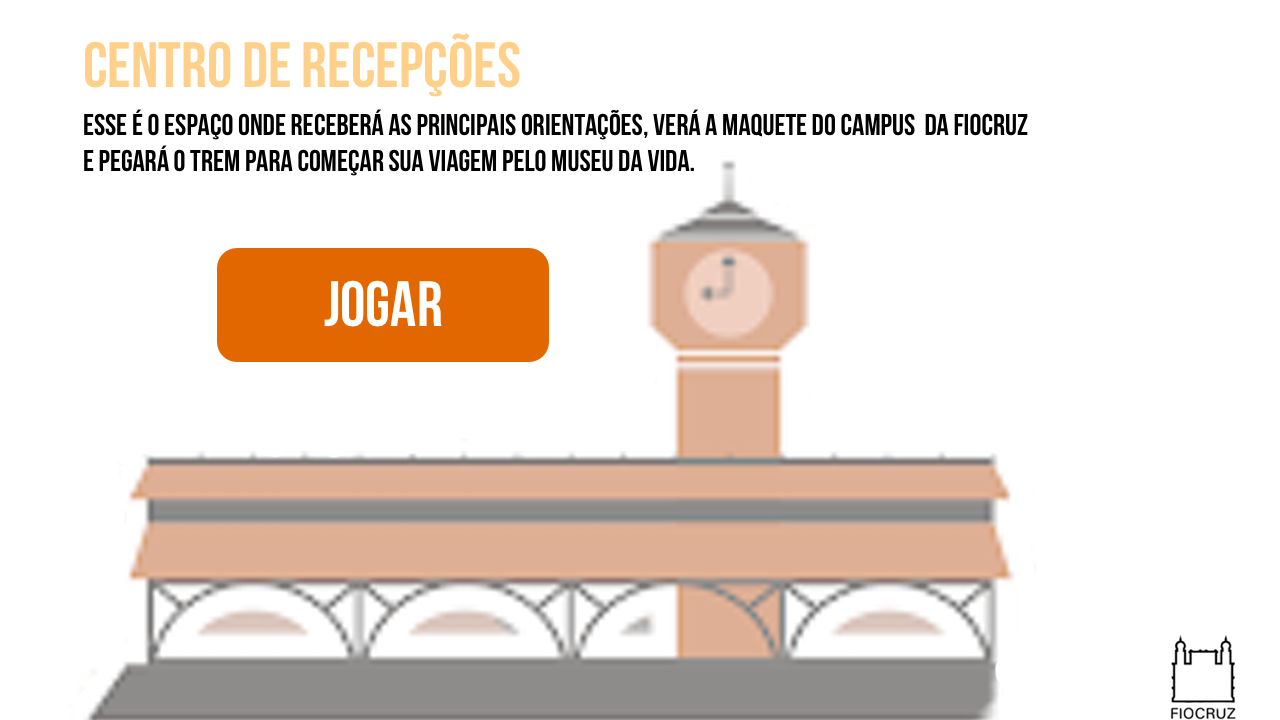 CENTRO DE RECEPÇÕES
ESSE É O ESPAÇO ONDE RECEBERÁ AS PRINCIPAIS ORIENTAÇÕES, VERÁ A MAQUETE DO CAMPUS DA FIOCRUZ
E PEGARÁ O TREM PARA COMEÇAR SUA VIAGEM PELO MUSEU DA VIDA.
JOGAR
FIOCRUZ